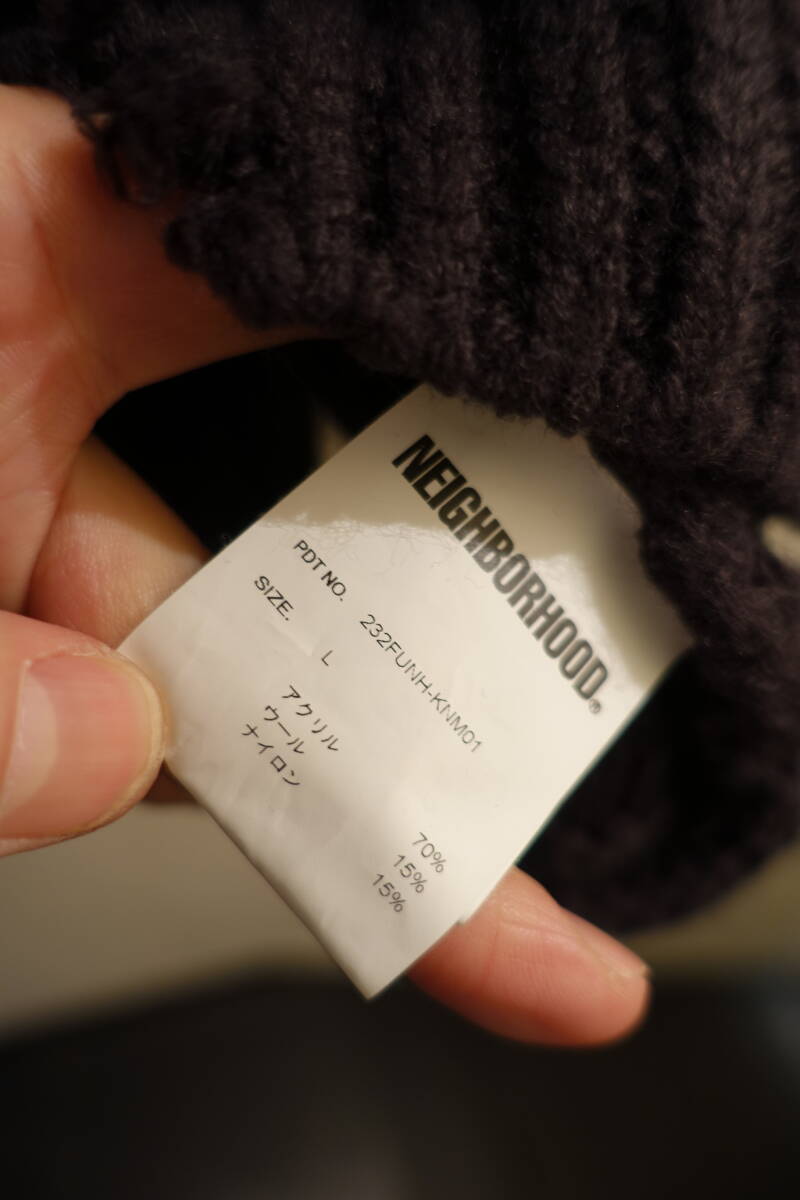 NEIGHBORHOOD®
PDT NO. 232FUNH-KNM01
SIZE. L
アクリル 70%
ウール 15%
ナイロン 15%